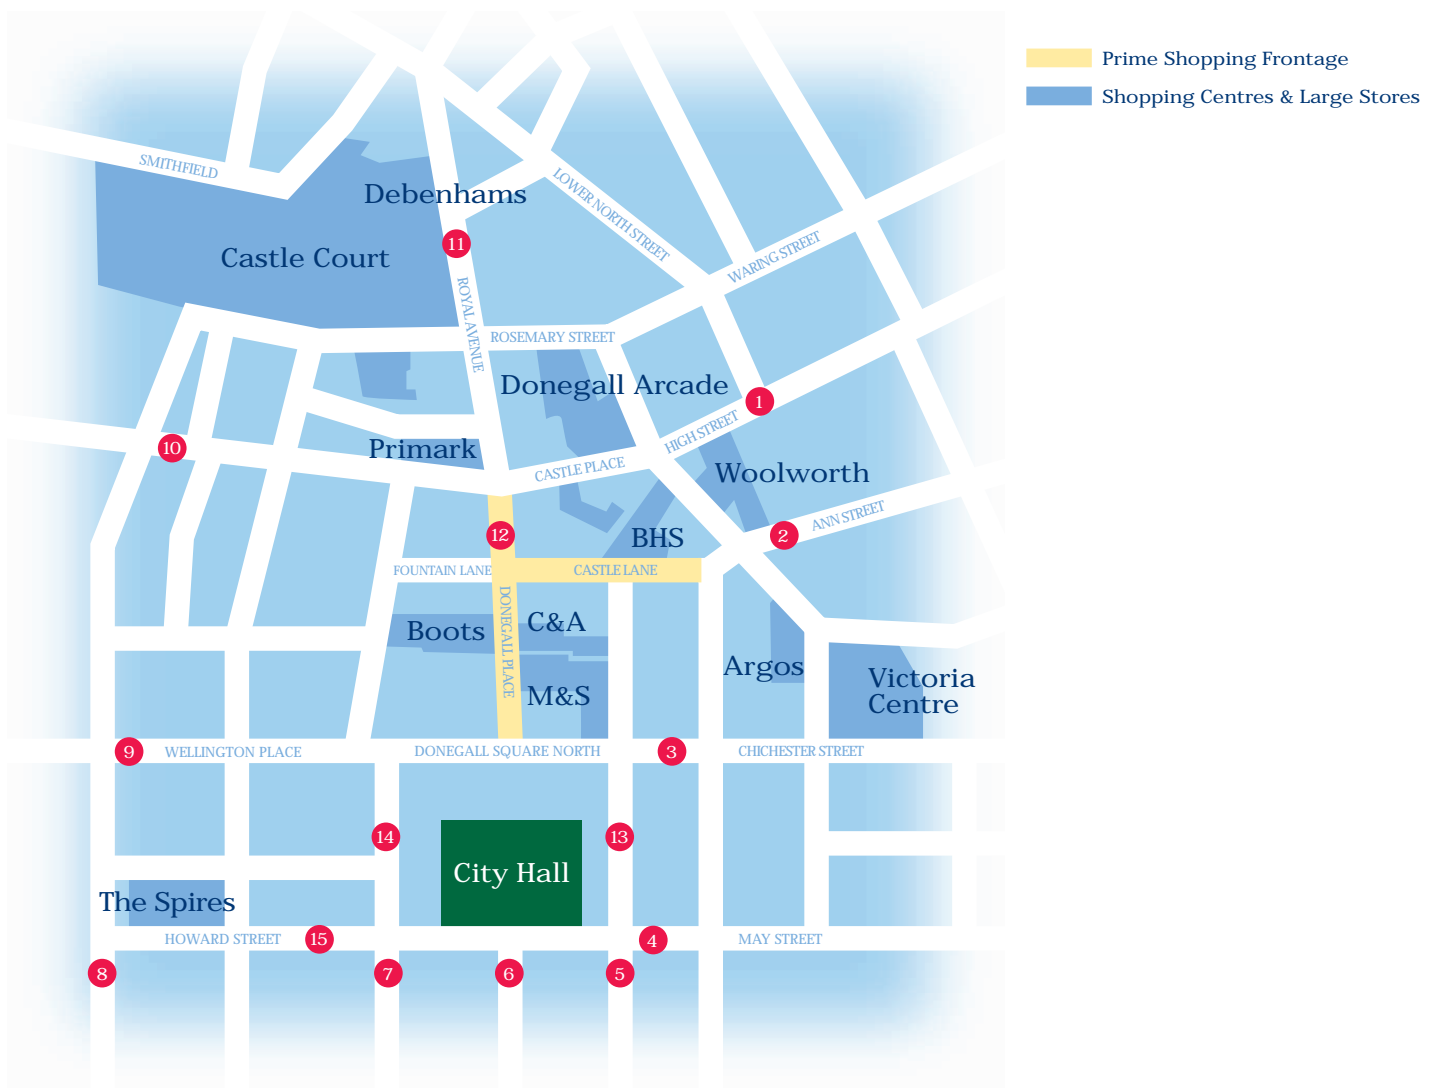 Prime Shopping Frontage
Shopping Centres & Large Stores
SMITHFIELD
Debenhams
LOWER NORTH STREET
11
Castle Court
WARING STREET
ROYAL AVENUE
ROSEMARY STREET
Donegall Arcade
1
HIGH STREET
10
Primark
CASTLE PLACE
Woolworth
ANN STREET
12
BHS
2
FOUNTAIN LANE
CASTLE LANE
DONEGALL PLACE
Boots
C&A
Argos
Victoria
Centre
M&S
9
WELLINGTON PLACE
DONEGALL SQUARE NORTH
3
CHICHESTER STREET
14
13
City Hall
The Spires
HOWARD STREET
15
4
MAY STREET
8
7
6
5